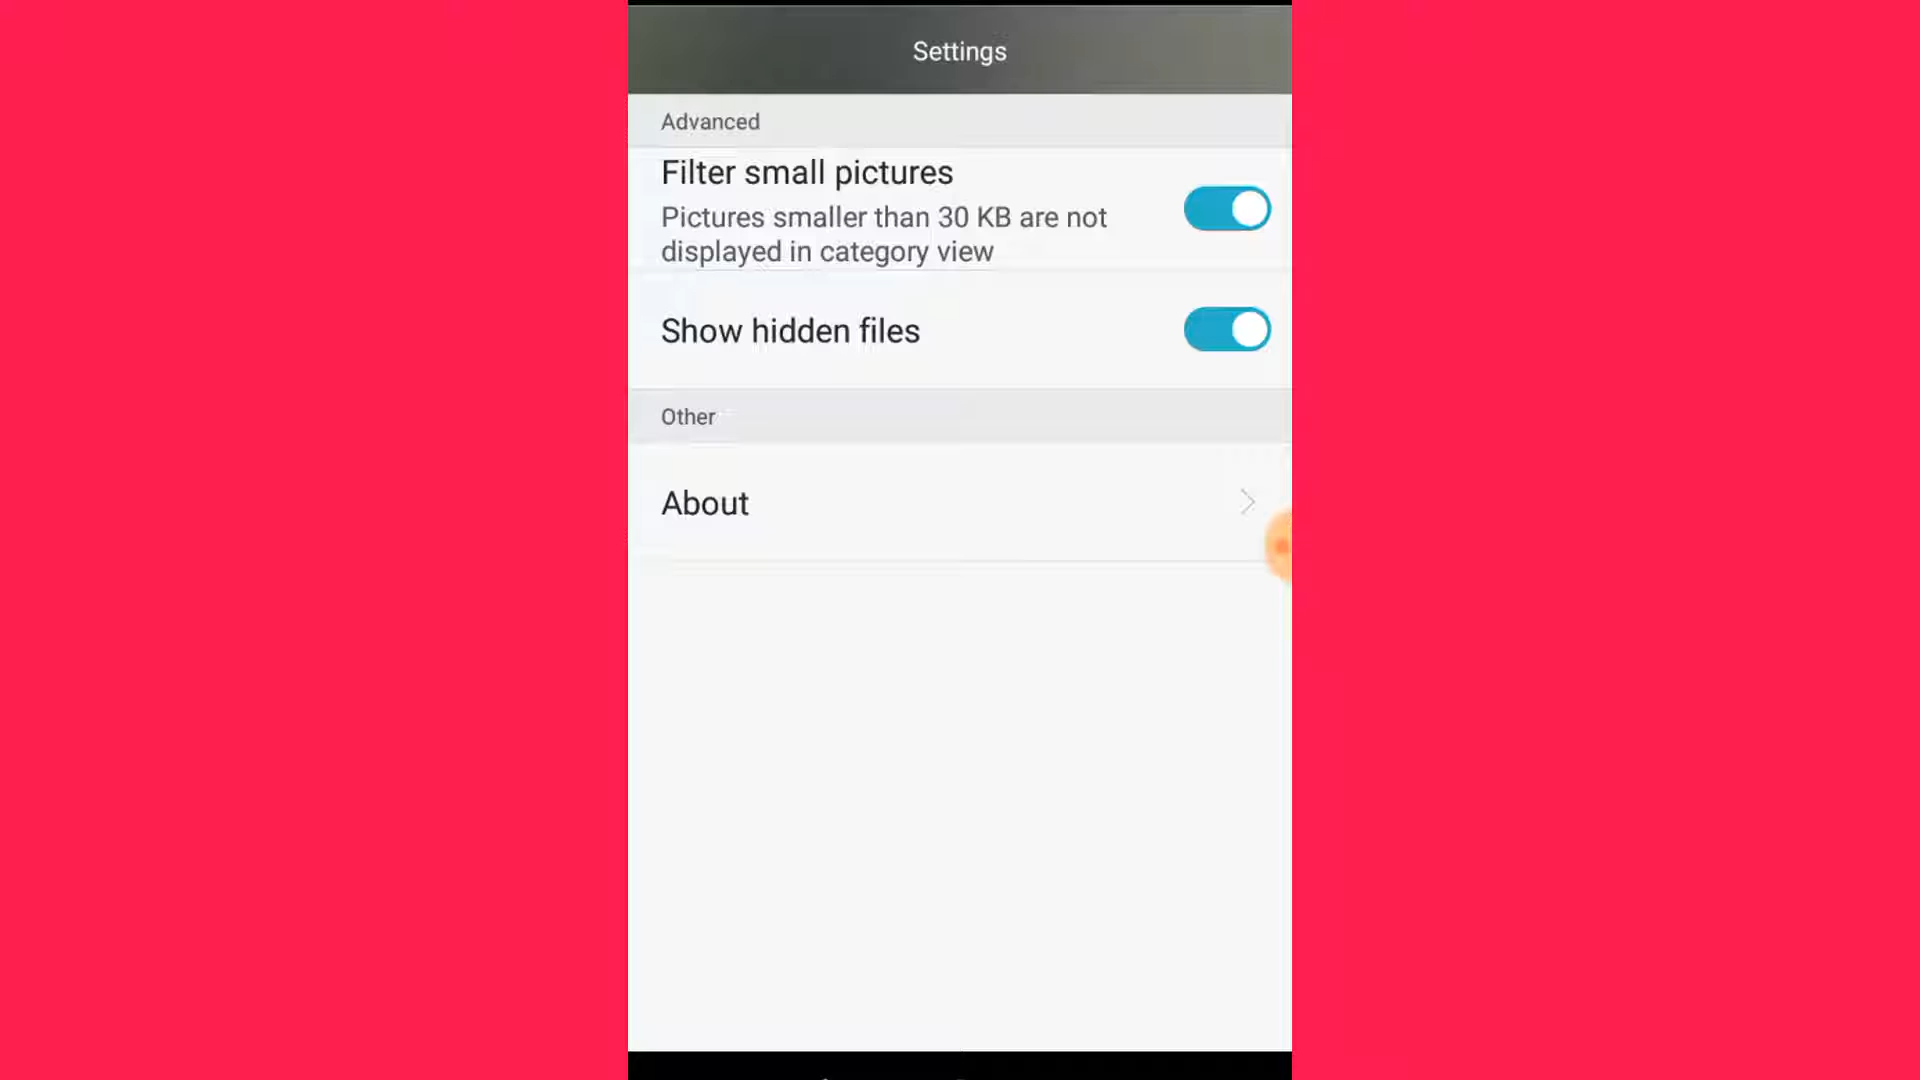 Settings
Advanced
Filter small pictures
Pictures smaller than 30 KB are not
displayed in category view
Show hidden files
Other
About